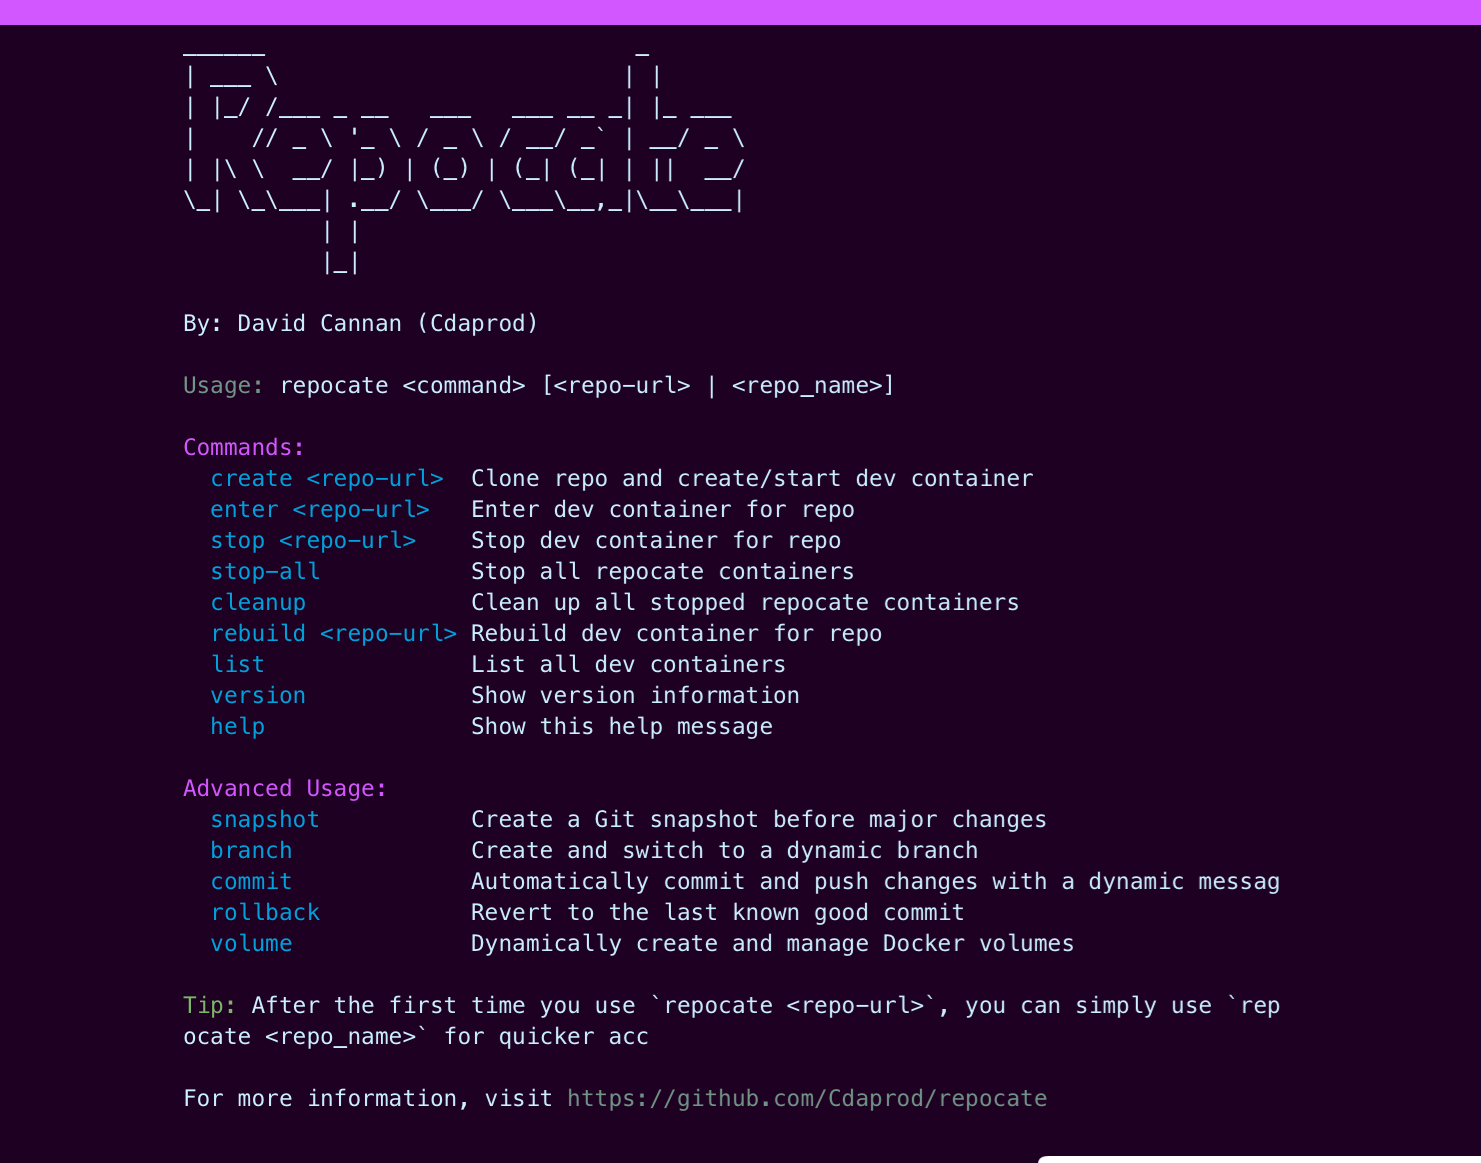 ______                           _
| ___ \                         | |
| |_/ /___ _ __   ___   ___ __ _| |_ ___
|    // _ \ '_ \ / _ \ / __/ _` | __/ _ \
| |\ \  __/ |_) | (_) | (_| (_| | ||  __/
\_| \_\___| .__/ \___/ \___\__,_|\__\___|
          | |
          |_|
By: David Cannan (Cdaprod)
Usage: repocate <command> [<repo-url> | <repo_name>]
Commands:
  create <repo-url>  Clone repo and create/start dev container
  enter <repo-url>   Enter dev container for repo
  stop <repo-url>    Stop dev container for repo
  stop-all           Stop all repocate containers
  cleanup            Clean up all stopped repocate containers
  rebuild <repo-url> Rebuild dev container for repo
  list               List all dev containers
  version            Show version information
  help               Show this help message
Advanced Usage:
  snapshot           Create a Git snapshot before major changes
  branch             Create and switch to a dynamic branch
  commit             Automatically commit and push changes with a dynamic messag
  rollback           Revert to the last known good commit
  volume             Dynamically create and manage Docker volumes
Tip: After the first time you use `repocate <repo-url>`, you can simply use `rep
ocate <repo_name>` for quicker acc
For more information, visit https://github.com/Cdaprod/repocate